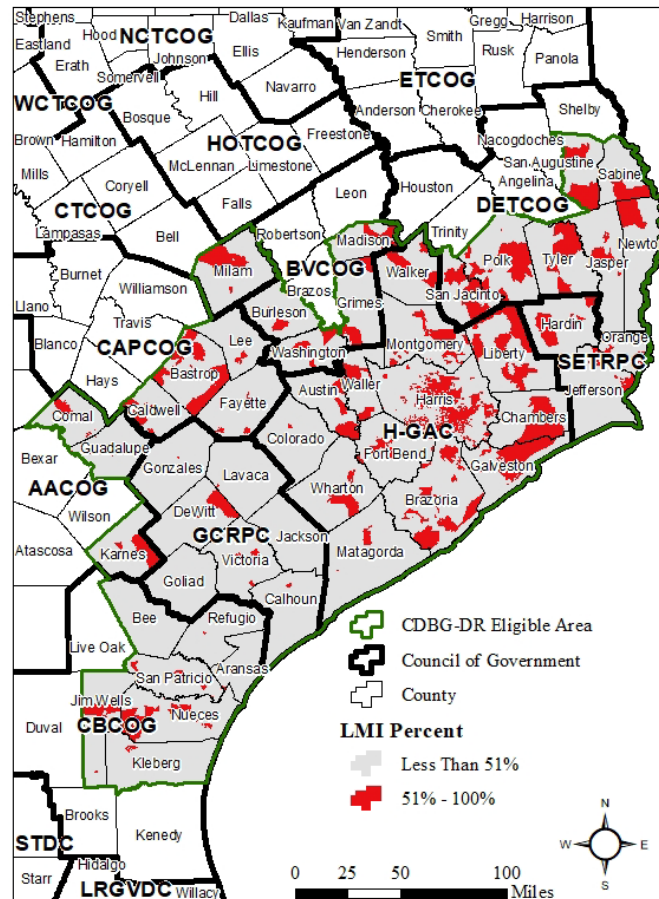 Stephens
Hood
NCTCOG
Dallas
Kaufman
Van Zandt
Smith
Gregg
Harrison
Eastland
Erath
Johnson
Ellis
Henderson
Rusk
Panola
Somervell
Hill
Navarro
ETCOG
WCTCOG
Bosque
Anderson
Cherokee
Shelby
Brown
Hamilton
HOTCOG
Freestone
Nacogdoches
Mills
McLennan
Limestone
San Augustine
Sabine
Coryell
Leon
Houston
Angelina
CTCOG
Falls
DETCOG
Lampasas
Bell
Robertson
Madison
Trinity
Newton
Burnet
Milam
BVCOG
Walker
Polk
Tyler
Jasper
Williamson
Brazos
Grimes
San Jacinto
Llano
Travis
Burleson
Hardin
Blanco
CAPCOG
Lee
Washington
Montgomery
Liberty
Orange
Hays
Bastrop
Austin
Waller
Harris
SETRPC
Jefferson
Comal
Caldwell
Fayette
Chambers
Guadalupe
Colorado
H-GAC
Bexar
Gonzales
Fort Bend
Galveston
AACOG
Lavaca
Wharton
Wilson
DeWitt
Brazoria
Atascosa
GCRPC
Jackson
Karnes
Victoria
Matagorda
Goliad
Calhoun
Bee
Refugio
Live Oak
Aransas
San Patricio
Jim Wells
Nueces
Duval
CBCOG
Kleberg
Brooks
Kenedy
STDC
Hidalgo
Starr
LRGVDC
Willacy
CDBG-DR Eligible Area
Council of Government
County
LMI Percent
Less Than 51%
51% - 100%
N
W
E
S
0
25
50
100
Miles